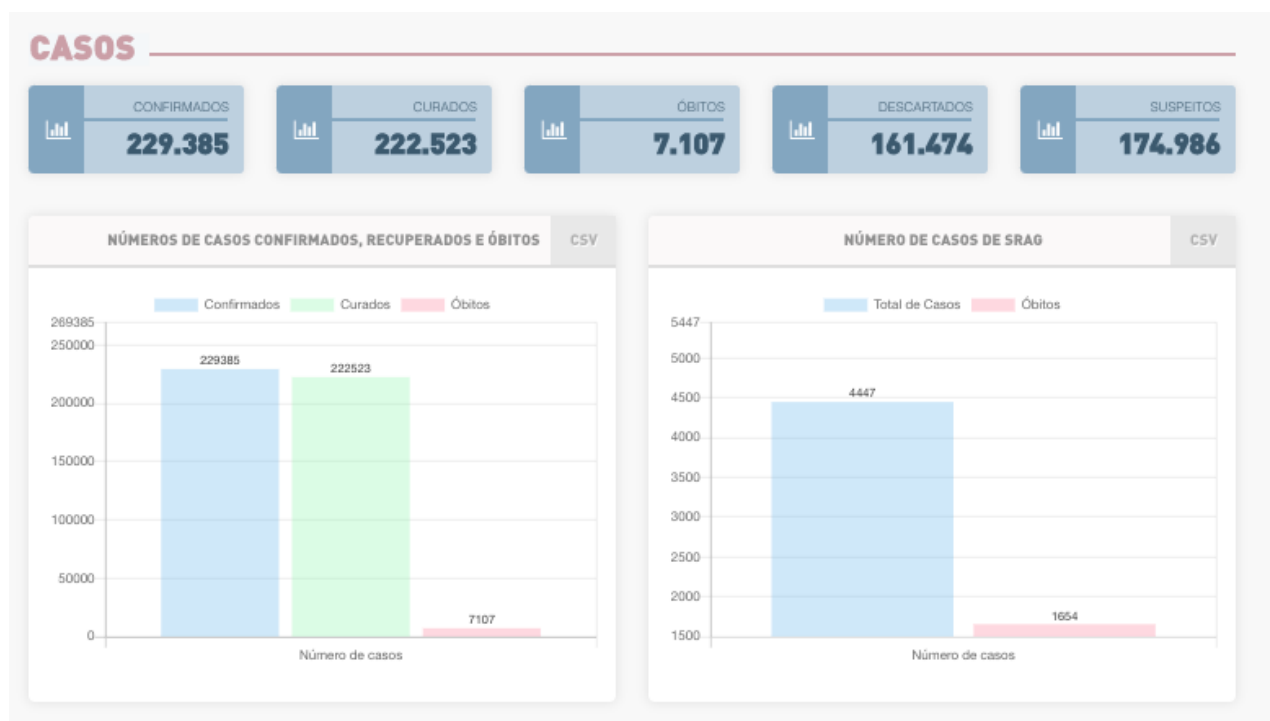 CASOS
CONFIRMADOS
229.385
CURADOS
222.523
ÓBITOS
7.107
DESCARTADOS
161.474
SUSPEITOS
174.986
NÚMEROS DE CASOS CONFIRMADOS, RECUPERADOS E ÓBITOS
CSV
Confirmados Curados Óbitos
269385
250000
200000
150000
100000
50000
0
229385
222523
7107
Número de casos
NÚMERO DE CASOS DE SRAG
CSV
Total de Casos Óbitos
5447
5000
4500
4000
3500
3000
2500
2000
1500
4447
1654
Número de casos